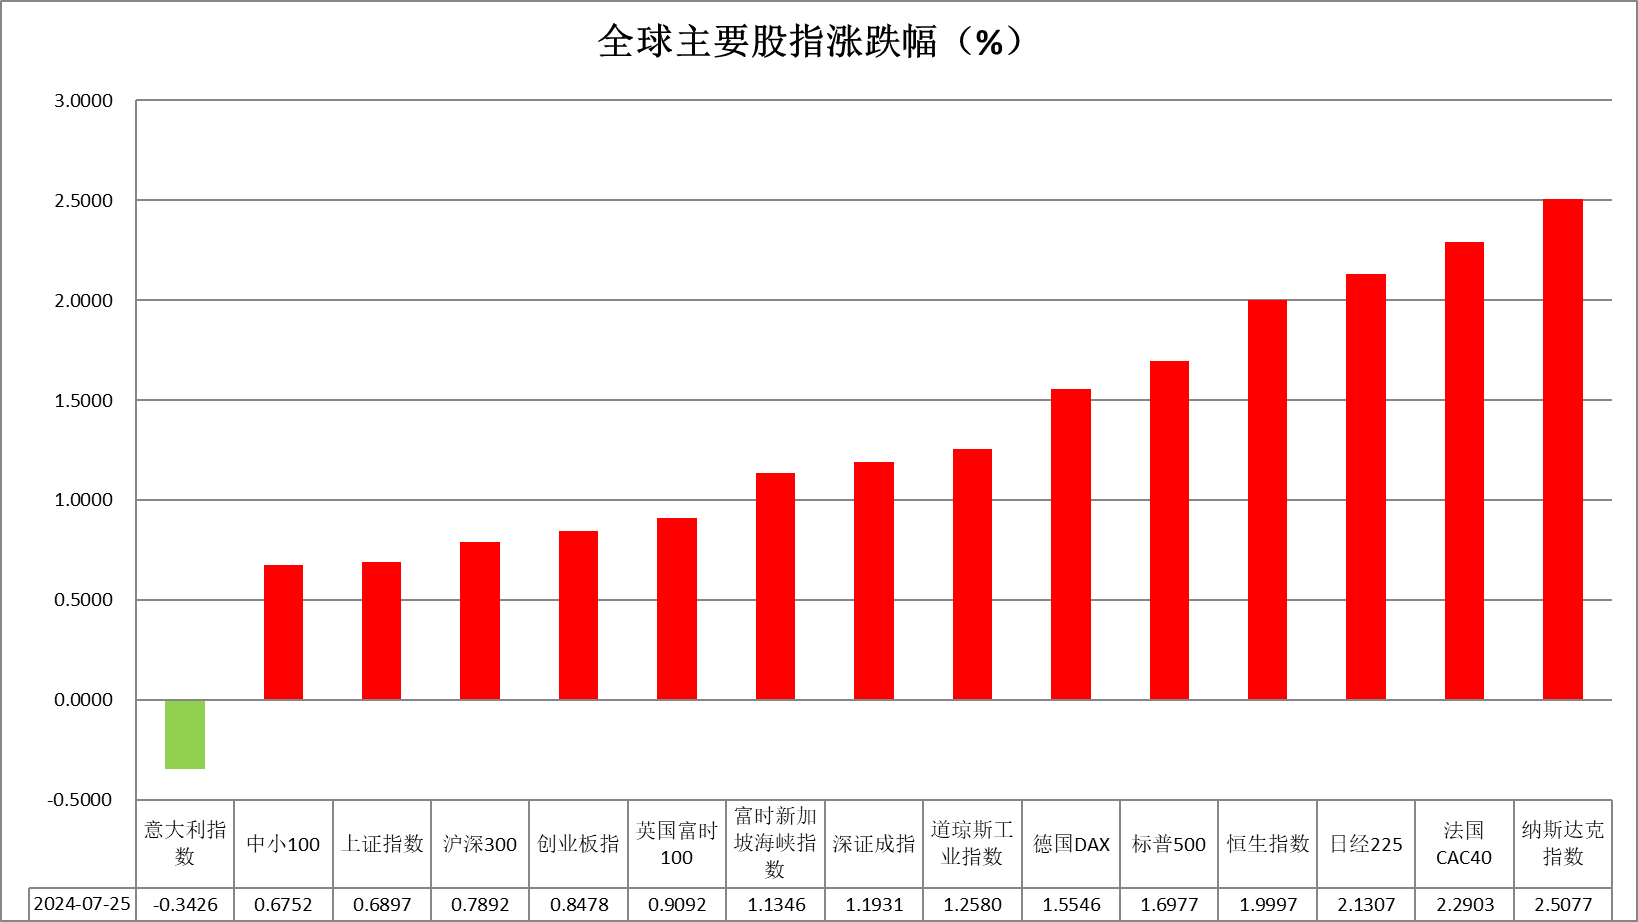 全球主要股指涨跌幅（%）
3.0000
2.5000
2.0000
1.5000
1.0000
0.5000
0.0000
-0.5000
意大利指
数
中小100
上证指数
沪深300
创业板指
英国富时
100
富时新加
坡海峡指
数
深证成指
道琼斯工
业指数
德国DAX
标普500
恒生指数
日经225
法国
CAC40
纳斯达克
指数
2024-07-25 -0.3426 0.6752 0.6897 0.7892 0.8478 0.9092 1.1346 1.1931 1.2580 1.5546 1.6977 1.9997 2.1307 2.2903 2.5077